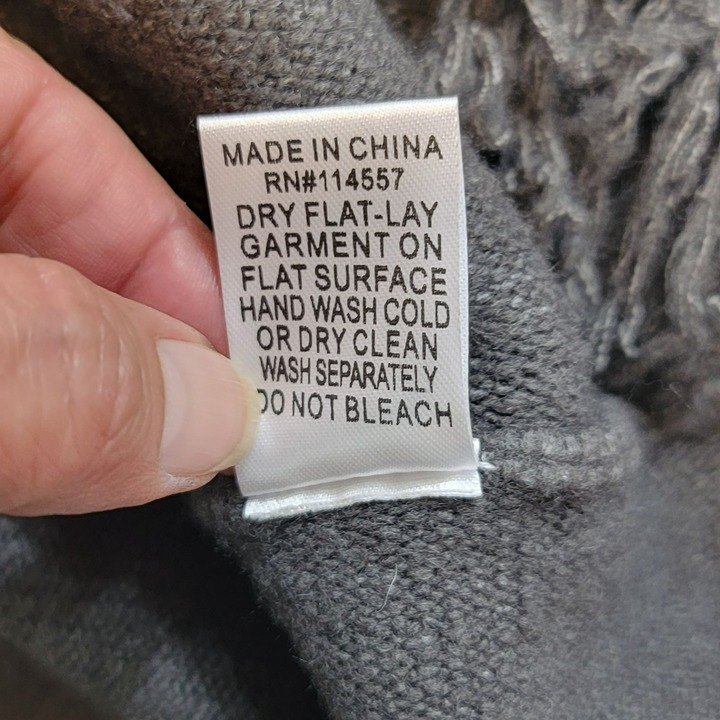 MADE IN CHINA
RN#114557
DRY FLAT-LAY
GARMENT ON
FLAT SURFACE
HAND WASH COLD
OR DRY CLEAN
WASH SEPARATELY
DO NOT BLEACH